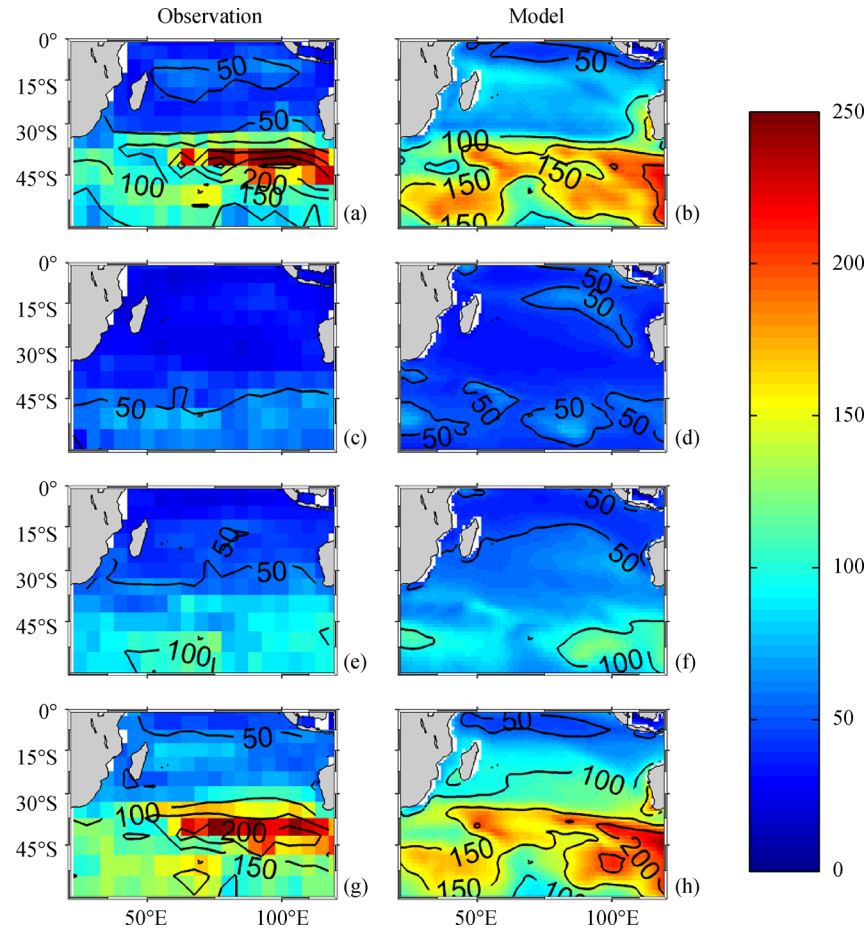 Observation Model
0° 50 50 250
15°S
30°S 50 100
45°S 100 200 150 150 150 150
(a) (b)
0° 50 50 200
15°S
30°S
45°S 50 50 50 50 50
(c) (d)
150
0° 50 50
15°S 50
30°S 50
45°S 100 100
(e) (f)
100
0° 50 50
50
15°S 100
30°S 100
45°S 200 150 150 150 200 100
(g) (h)
0
50°E 100°E 50°E 100°E